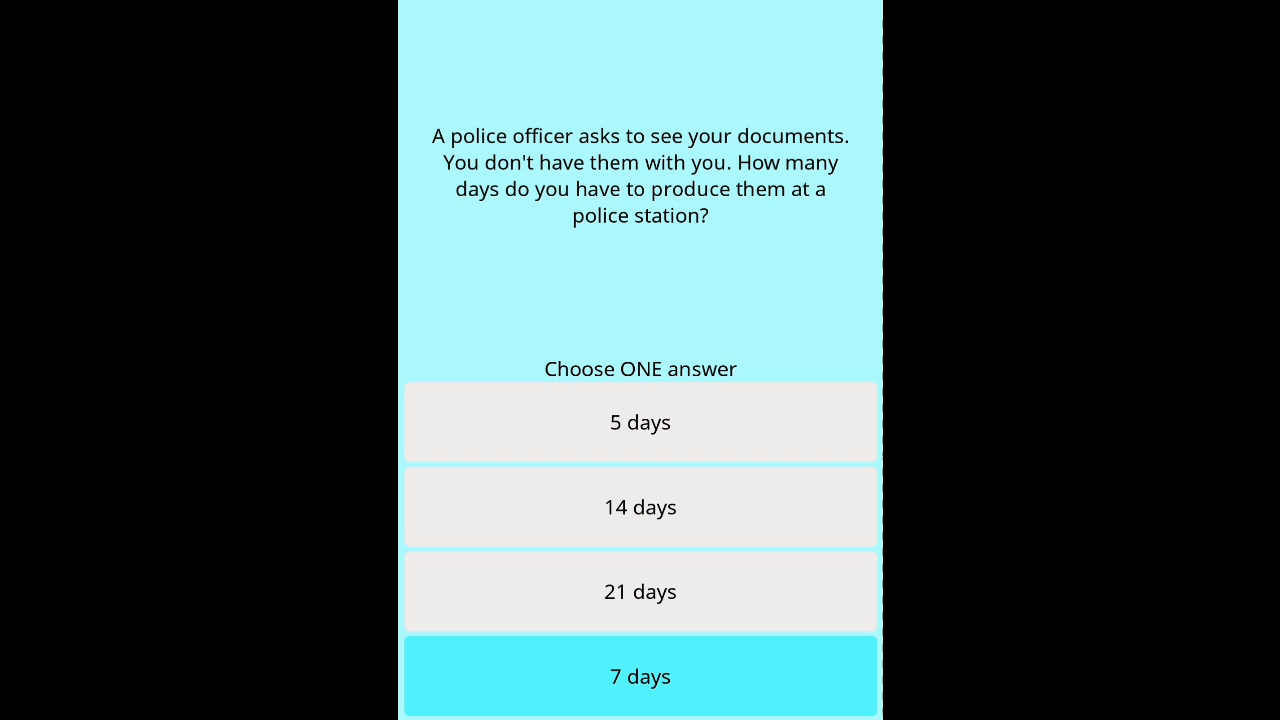 A police officer asks to see your documents.
You don't have them with you. How many
days do you have to produce them at a
police station?
Choose ONE answer
5 days
14 days
21 days
7 days